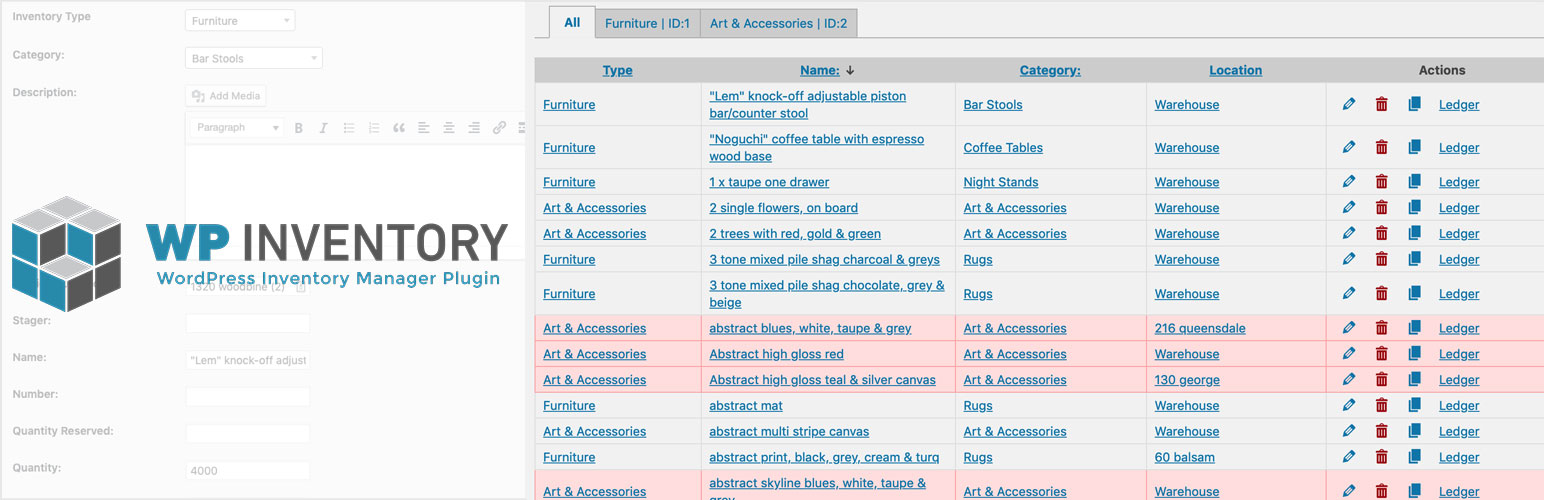 Inventory Type
Furniture
Category:
Bar Stools
Description:
Add Media
Paragraph
B I
WP INVENTORY
WordPress Inventory Manager Plugin
1320 woodbine (2)
Stager:
Name:
"Lem" knock-off adjust
Number:
Quantity Reserved:
Quantity:
4000
All Furniture | ID:1 Art & Accessories | ID:2
Type Name: Category: Location Actions
Furniture "Lem" knock-off adjustable piston
bar/counter stool Bar Stools Warehouse Ledger
Furniture "Noguchi" coffee table with espresso
wood base Coffee Tables Warehouse Ledger
Furniture 1 x taupe one drawer Night Stands Warehouse Ledger
Art & Accessories 2 single flowers, on board Art & Accessories Warehouse Ledger
Art & Accessories 2 trees with red, gold & green Art & Accessories Warehouse Ledger
Furniture 3 tone mixed pile shag charcoal & greys Rugs Warehouse Ledger
Furniture 3 tone mixed pile shag chocolate, grey &
beige Rugs Warehouse Ledger
Art & Accessories abstract blues, white, taupe & grey Art & Accessories 216 queensdale Ledger
Art & Accessories Abstract high gloss red Art & Accessories Warehouse Ledger
Art & Accessories Abstract high gloss teal & silver canvas Art & Accessories 130 george Ledger
Furniture abstract mat Rugs Warehouse Ledger
Art & Accessories abstract multi stripe canvas Art & Accessories Warehouse Ledger
Furniture abstract print, black, grey, cream & turq Rugs 60 balsam Ledger
Art & Accessories abstract skyline blues, white, taupe &
grey Art & Accessories Warehouse Ledger